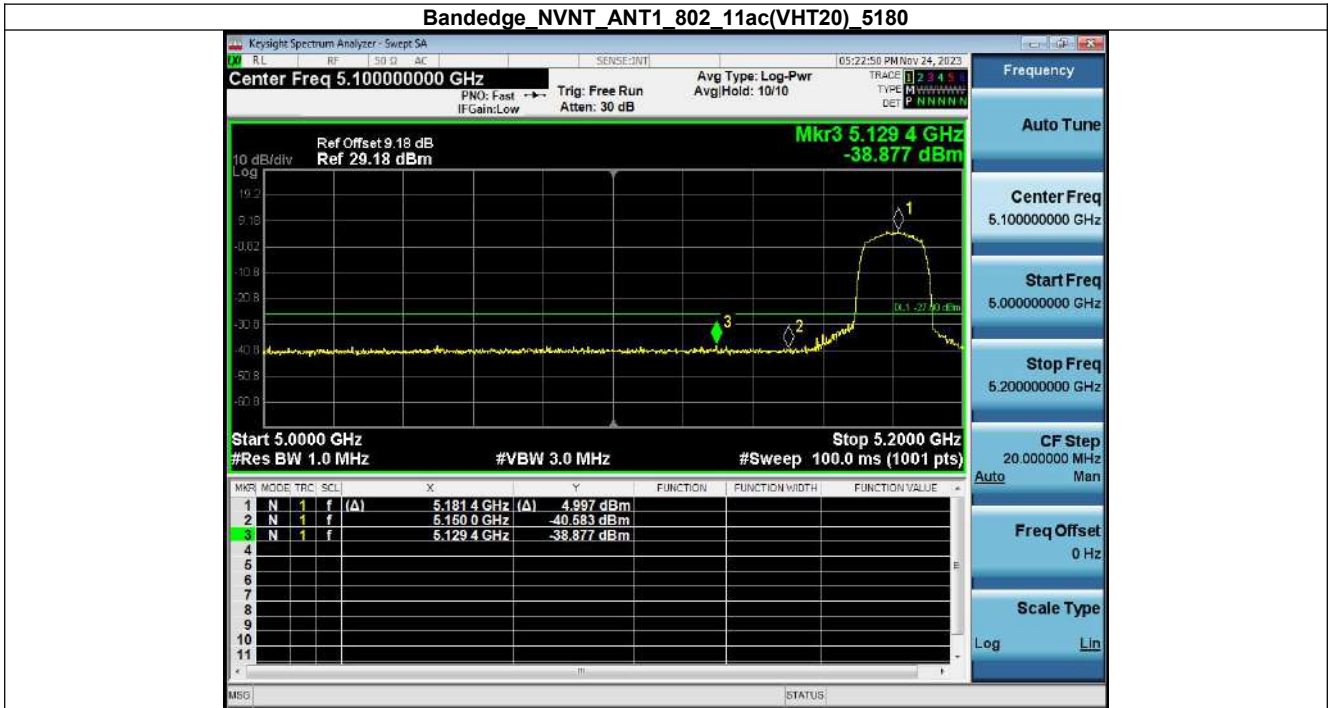 Bandedge_NVNT_ANT1_802_11ac(VHT20)_5180
Keysight Spectrum Analyzer - Swept SA
RL RF 50 Ω AC SENSE:INT 05:22:50 PM Nov 24, 2023
Center Freq 5.100000000 GHz
PNO: Fast
IFGain:Low
Trig: Free Run
Atten: 30 dB
Avg Type: Log-Pwr
Avg|Hold: 10/10
TRACE 1 2 3 4 5 6
TYPE M WWWWW
DET P N N N N N
Ref Offset 9.18 dB
10 dB/div Ref 29.18 dBm
Log
Mkr3 5.129 4 GHz
-38.877 dBm
19.2
9.18
-0.82
-10.8
-20.8
-30.8
-40.8
-50.8
-60.8
1
2
3
DL1 -27.00 dBm
Start 5.0000 GHz Stop 5.2000 GHz
#Res BW 1.0 MHz #VBW 3.0 MHz #Sweep 100.0 ms (1001 pts)
MKR MODE TRC SCL X Y FUNCTION FUNCTION WIDTH FUNCTION VALUE
1 N 1 f (Δ) 5.181 4 GHz (Δ) 4.997 dBm
2 N 1 f 5.150 0 GHz -40.583 dBm
3 N 1 f 5.129 4 GHz -38.877 dBm
4
5
6
7
8
9
10
11
MSG STATUS
Frequency
Auto Tune
Center Freq
5.100000000 GHz
Start Freq
5.000000000 GHz
Stop Freq
5.200000000 GHz
CF Step
20.000000 MHz
Auto Man
Freq Offset
0 Hz
Scale Type
Log Lin